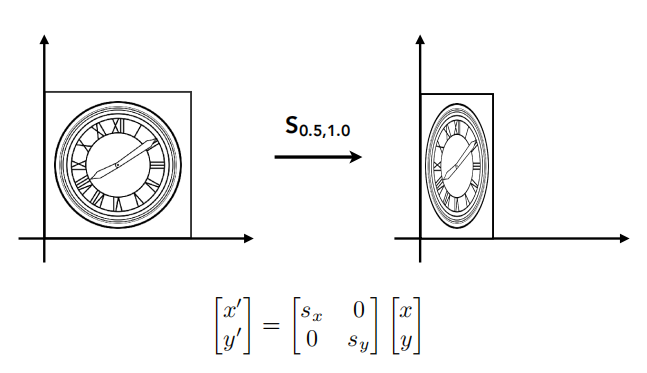 S0.5,1.0
[x′ y′] = [sx 0 0 sy] [x y]